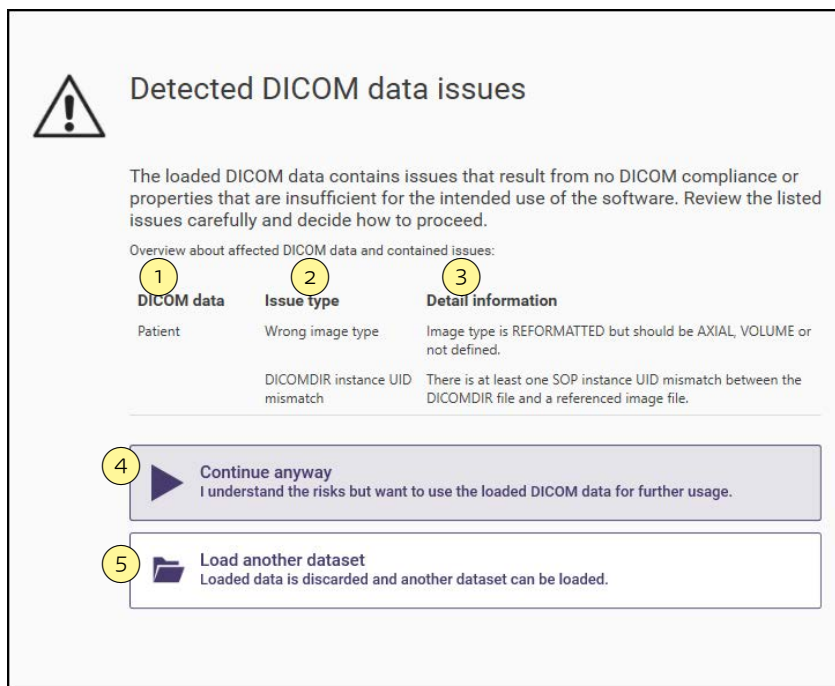 Detected DICOM data issues
The loaded DICOM data contains issues that result from no DICOM compliance or
properties that are insufficient for the intended use of the software. Review the listed
issues carefully and decide how to proceed.
Overview about affected DICOM data and contained issues:
1 2 3
DICOM data Issue type Detail information
Patient Wrong image type Image type is REFORMATTED but should be AXIAL, VOLUME or
not defined.
DICOMDIR instance UID There is at least one SOP instance UID mismatch between the
mismatch DICOMDIR file and a referenced image file.
4 Continue anyway
I understand the risks but want to use the loaded DICOM data for further usage.
5 Load another dataset
Loaded data is discarded and another dataset can be loaded.